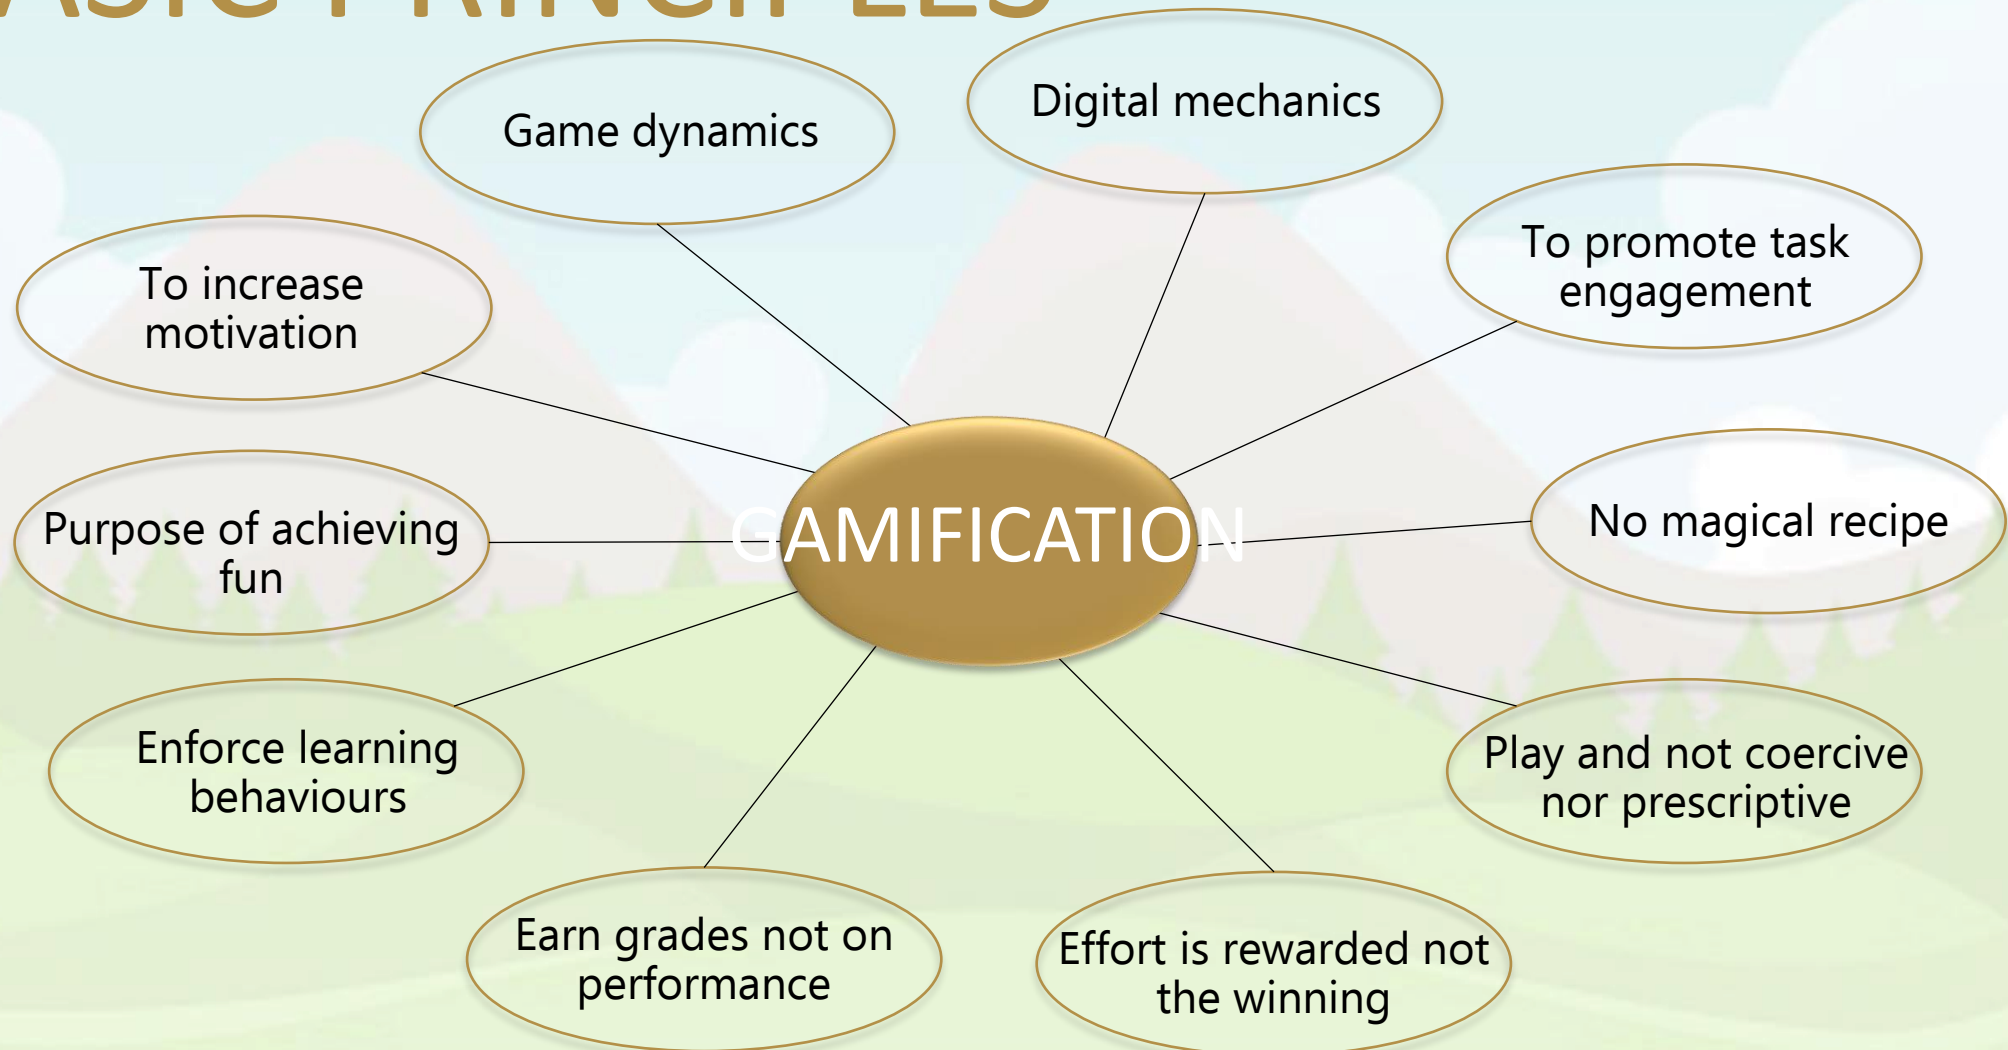 ASIC PRINCIPLES
Digital mechanics
Game dynamics
To promote task
engagement
To increase
motivation
No magical recipe
Purpose of achieving
fun
GAMIFICATION
Enforce learning
behaviours
Play and not coercive
nor prescriptive
Earn grades not on
performance
Effort is rewarded not
the winning